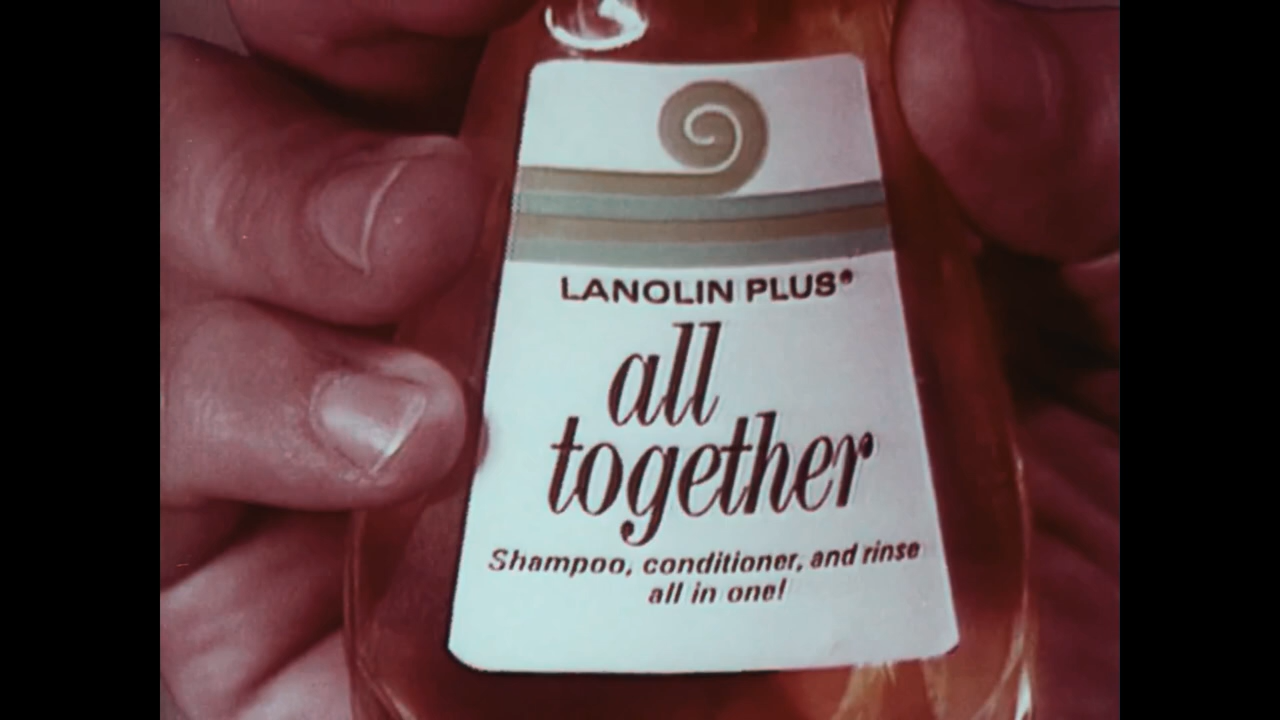 LANOLIN PLUS®
all
together
Shampoo, conditioner, and rinse
all in one!